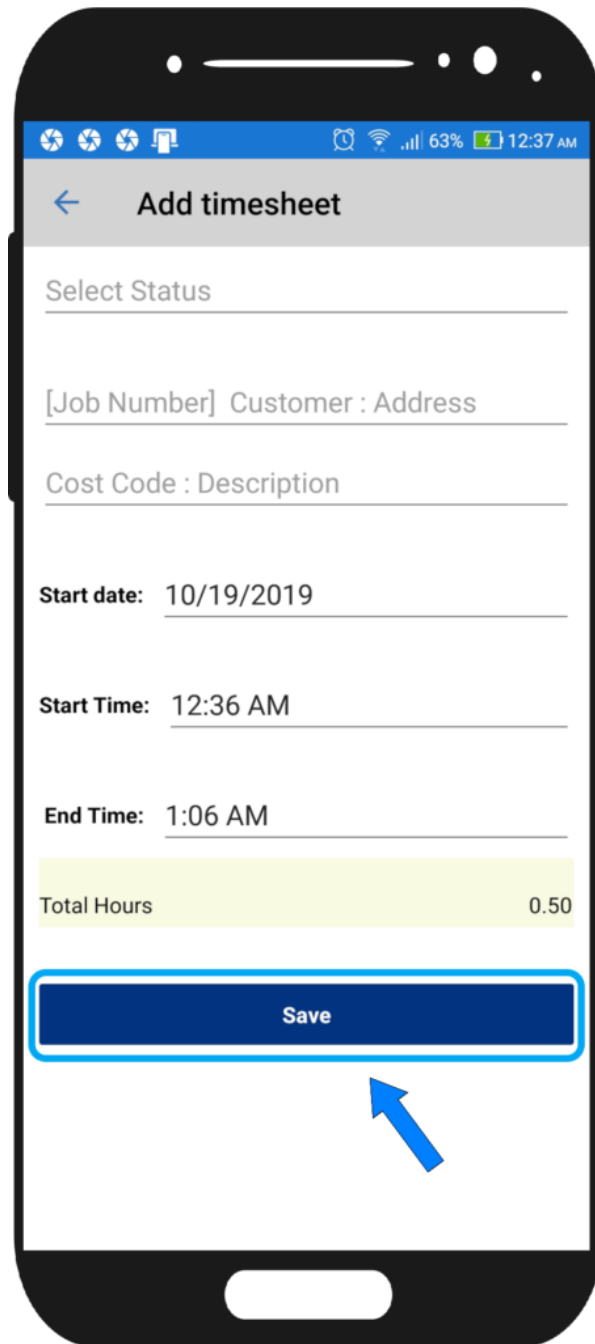 63% 12:37 AM
Add timesheet
Select Status
[Job Number]  Customer : Address
Cost Code : Description
Start date: 10/19/2019
Start Time: 12:36 AM
End Time: 1:06 AM
Total Hours 0.50
Save